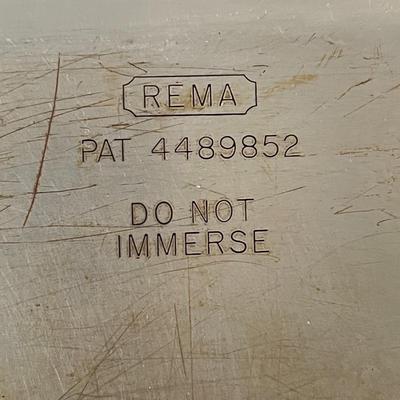 REMA
PAT 4489852
DO NOT
IMMERSE